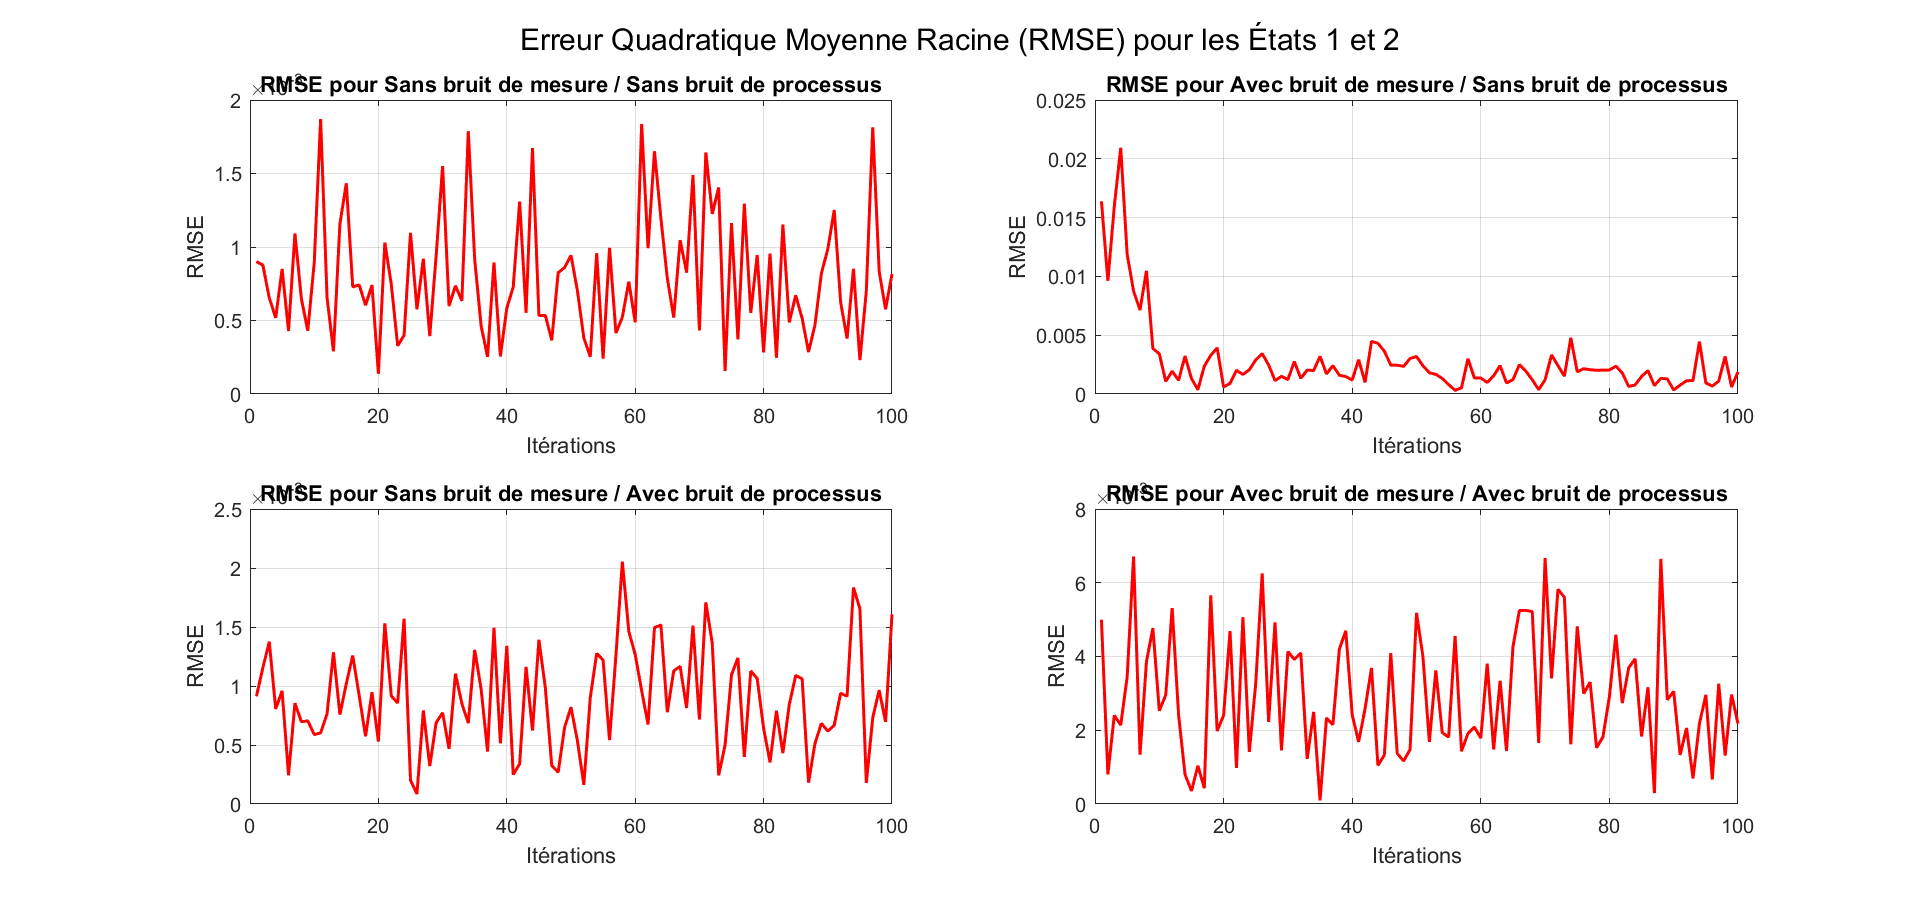 Erreur Quadratique Moyenne Racine (RMSE) pour les États 1 et 2
RMSE pour Sans bruit de mesure / Sans bruit de processus
2
1.5
1
0.5
0
RMSE
0 20 40 60 80 100
Itérations
RMSE pour Avec bruit de mesure / Sans bruit de processus
0.025
0.02
0.015
0.01
0.005
0
RMSE
0 20 40 60 80 100
Itérations
RMSE pour Sans bruit de mesure / Avec bruit de processus
2.5
2
1.5
1
0.5
0
RMSE
0 20 40 60 80 100
Itérations
RMSE pour Avec bruit de mesure / Avec bruit de processus
8
6
4
2
0
RMSE
0 20 40 60 80 100
Itérations